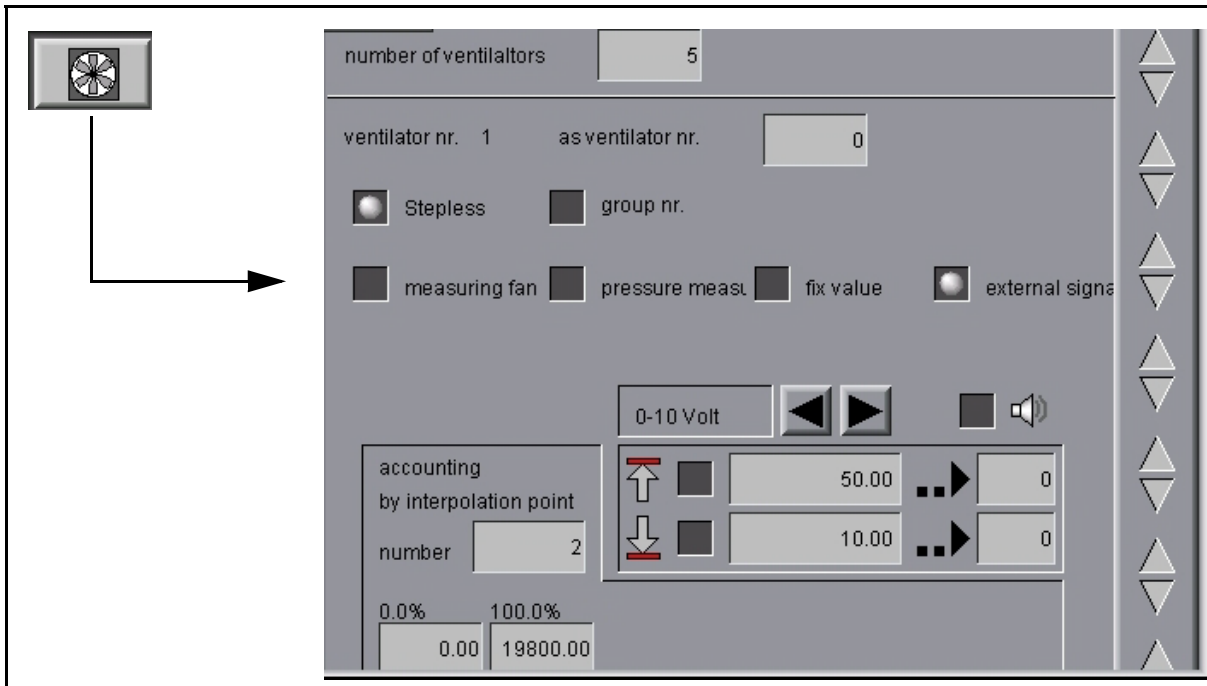 number of ventilaltors 5
ventilator nr. 1 as ventilator nr. 0
Stepless group nr.
measuring fan pressure meası fix value external signa
0-10 Volt
accounting
by interpolation point
number 2
50.00 0
10.00 0
0.0% 100.0%
0.00 19800.00